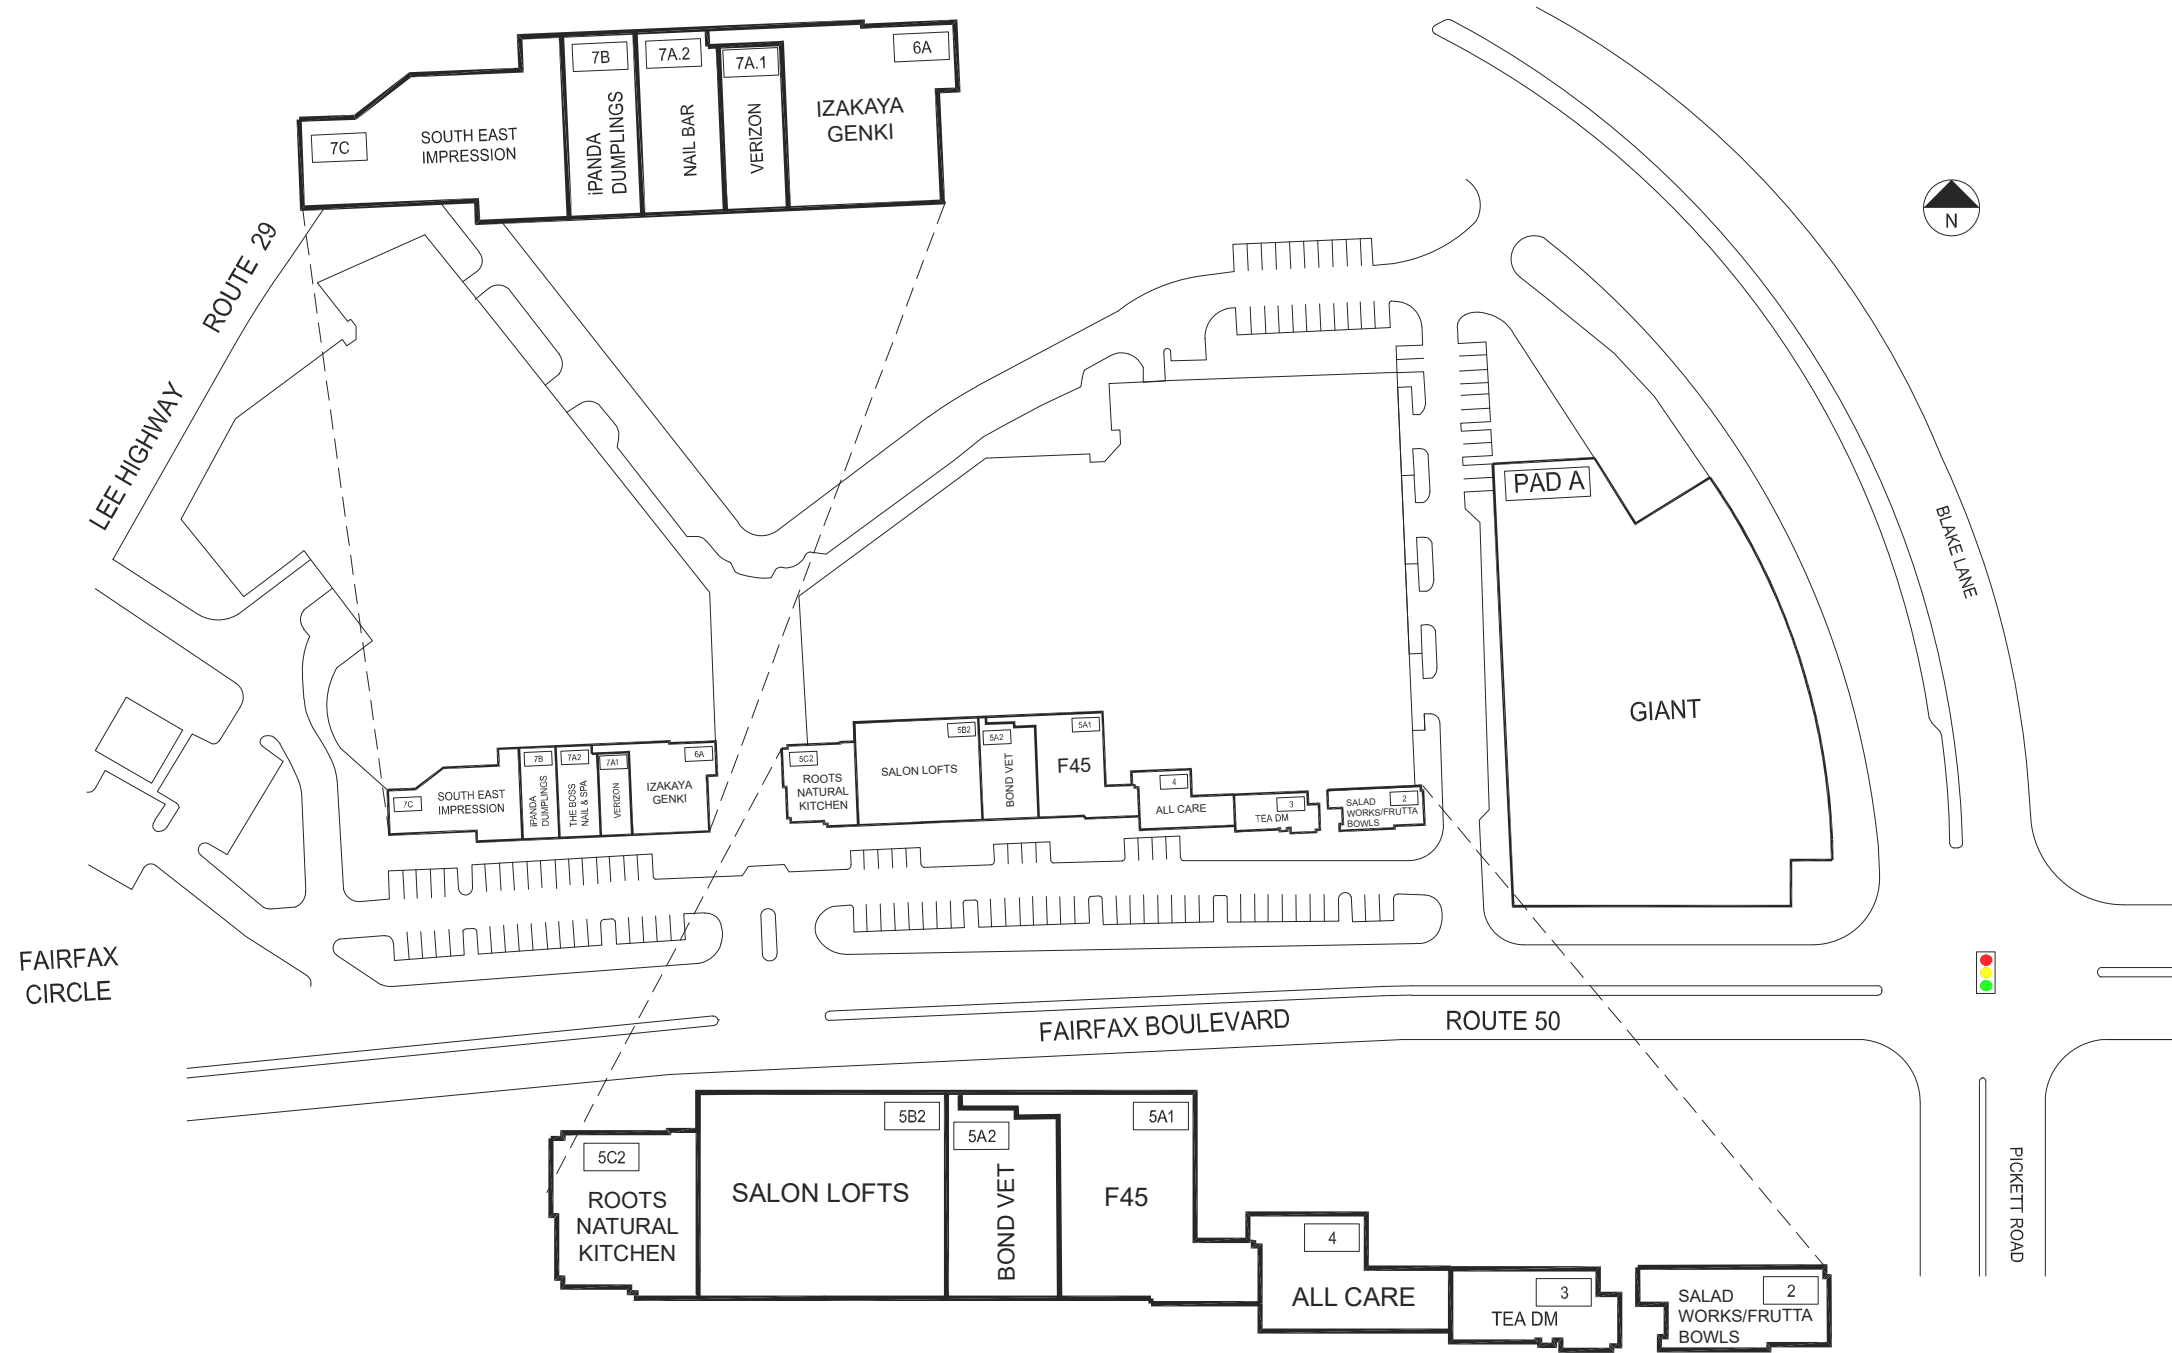 7C
SOUTH EAST
IMPRESSION
7B
iPANDA
DUMPLINGS
7A.2
NAIL BAR
7A.1
VERIZON
6A
IZAKAYA
GENKI
N
ROUTE 29
LEE HIGHWAY
PAD A
GIANT
BLAKE LANE
7C
SOUTH EAST
IMPRESSION
7B
iPANDA
DUMPLINGS
7A2
THE BOSS
NAIL & SPA
7A1
VERIZON
6A
IZAKAYA
GENKI
5C2
ROOTS
NATURAL
KITCHEN
5B2
SALON LOFTS
5A2
BOND VET
5A1
F45
4
ALL CARE
3
TEA DM
2
SALAD
WORKS/FRUTTA
BOWLS
FAIRFAX
CIRCLE
FAIRFAX BOULEVARD
ROUTE 50
PICKETT ROAD
5C2
ROOTS
NATURAL
KITCHEN
5B2
SALON LOFTS
5A2
BOND VET
5A1
F45
4
ALL CARE
3
TEA DM
2
SALAD
WORKS/FRUTTA
BOWLS